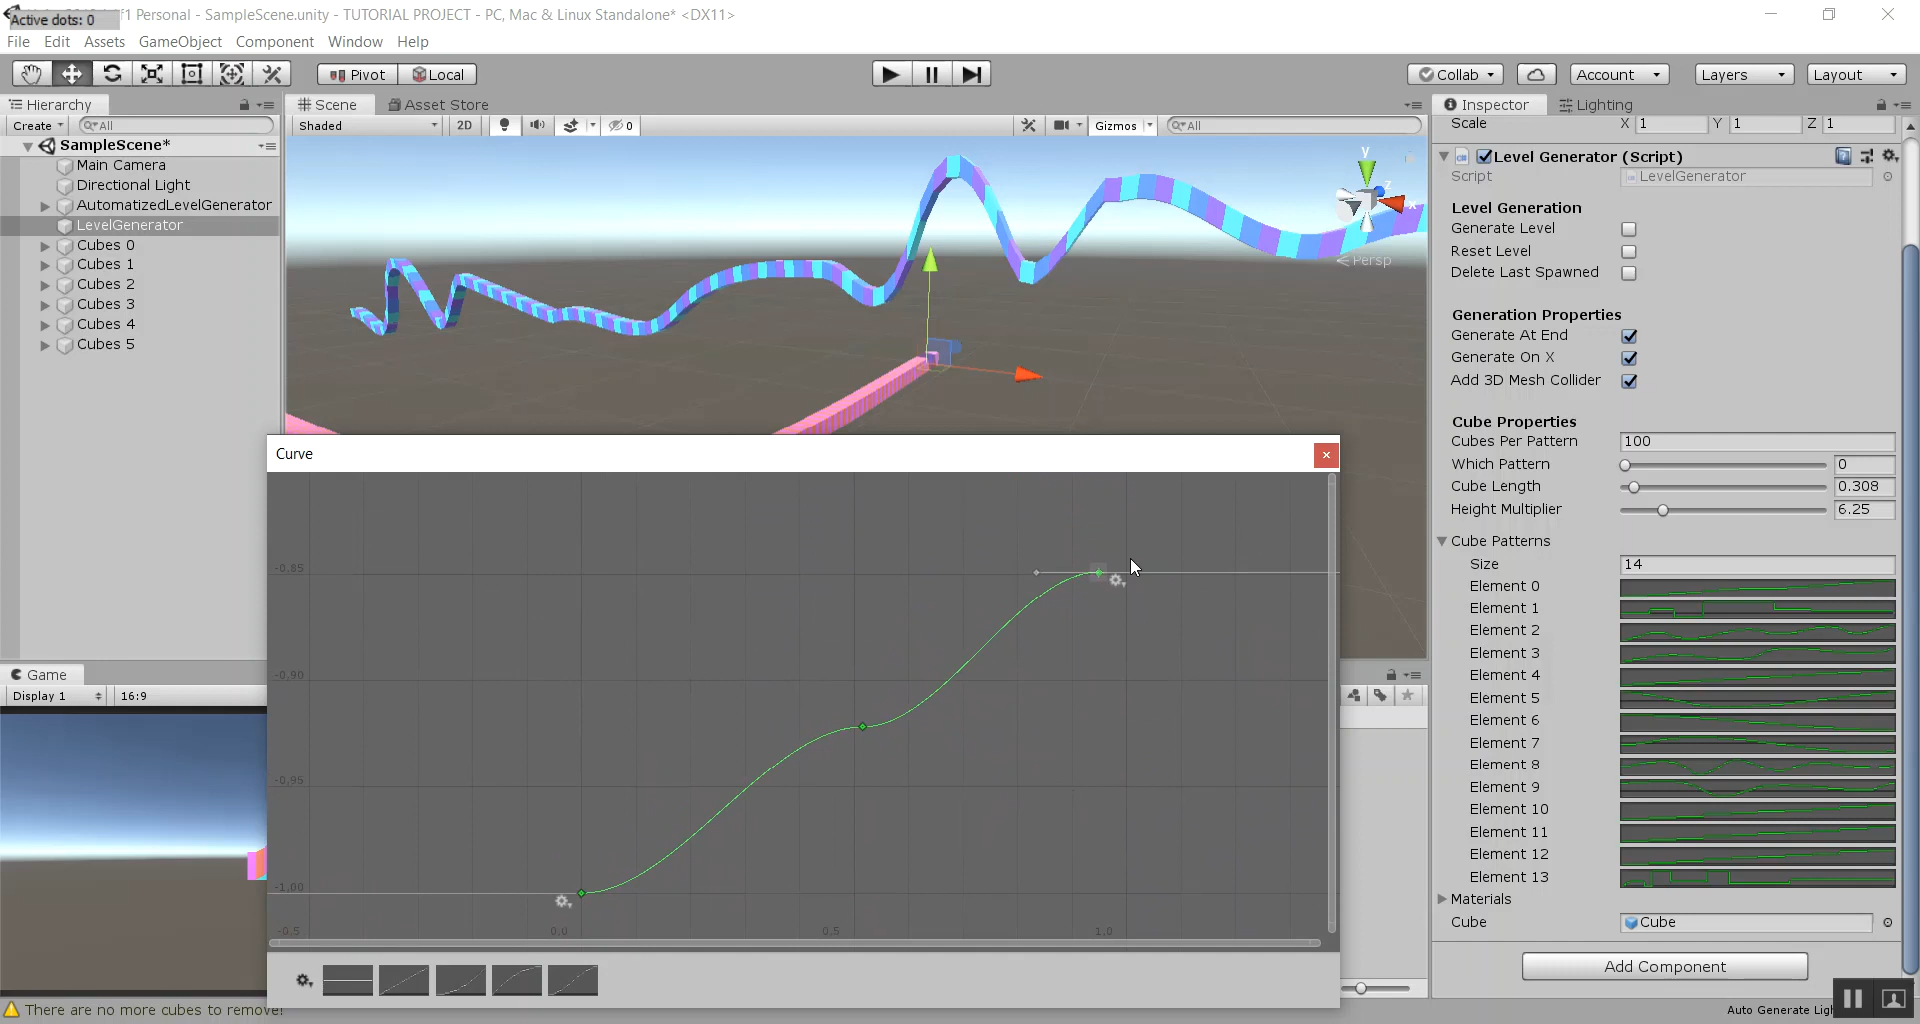 Active dots: 0
f1 Personal - SampleScene.unity - TUTORIAL PROJECT - PC, Mac & Linux Standalone* <DX11>
File Edit Assets GameObject Component Window Help
Pivot Local
Collab Account Layers Layout
Hierarchy
Scene Asset Store
Inspector Lighting
Create All
Shaded 2D 0 Gizmos All
Scale X 1 Y 1 Z 1
SampleScene*
Main Camera
Directional Light
AutomatizedLevelGenerator
LevelGenerator
Cubes 0
Cubes 1
Cubes 2
Cubes 3
Cubes 4
Cubes 5
y
z
x
Persp
Level Generator (Script)
Script LevelGenerator
Level Generation
Generate Level
Reset Level
Delete Last Spawned
Generation Properties
Generate At End
Generate On X
Add 3D Mesh Collider
Cube Properties
Cubes Per Pattern 100
Which Pattern 0
Cube Length 0.308
Height Multiplier 6.25
Cube Patterns
Size 14
Element 0
Element 1
Element 2
Element 3
Element 4
Element 5
Element 6
Element 7
Element 8
Element 9
Element 10
Element 11
Element 12
Element 13
Materials
Cube Cube
Add Component
Curve
-0.85
-0.90
-0.95
-1.00
-0.5 0.0 0.5 1.0
Game
Display 1 16:9
There are no more cubes to remove!
Auto Generate